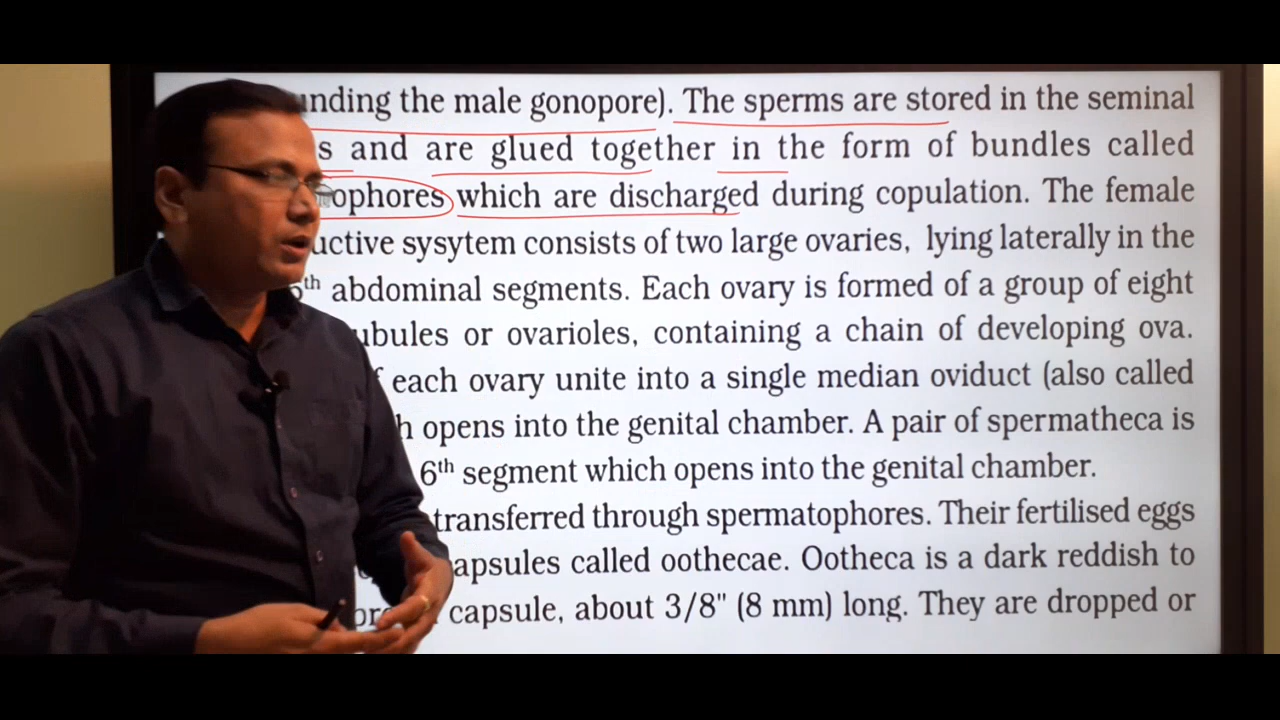 nding the male gonopore). The sperms are stored in the seminal
s and are glued together in the form of bundles called
ophores which are discharged during copulation. The female
uctive sysytem consists of two large ovaries, lying laterally in the
6th abdominal segments. Each ovary is formed of a group of eight
ubules or ovarioles, containing a chain of developing ova.
each ovary unite into a single median oviduct (also called
h opens into the genital chamber. A pair of spermatheca is
6th segment which opens into the genital chamber.
transferred through spermatophores. Their fertilised eggs
apsules called oothecae. Ootheca is a dark reddish to
capsule, about 3/8" (8 mm) long. They are dropped or